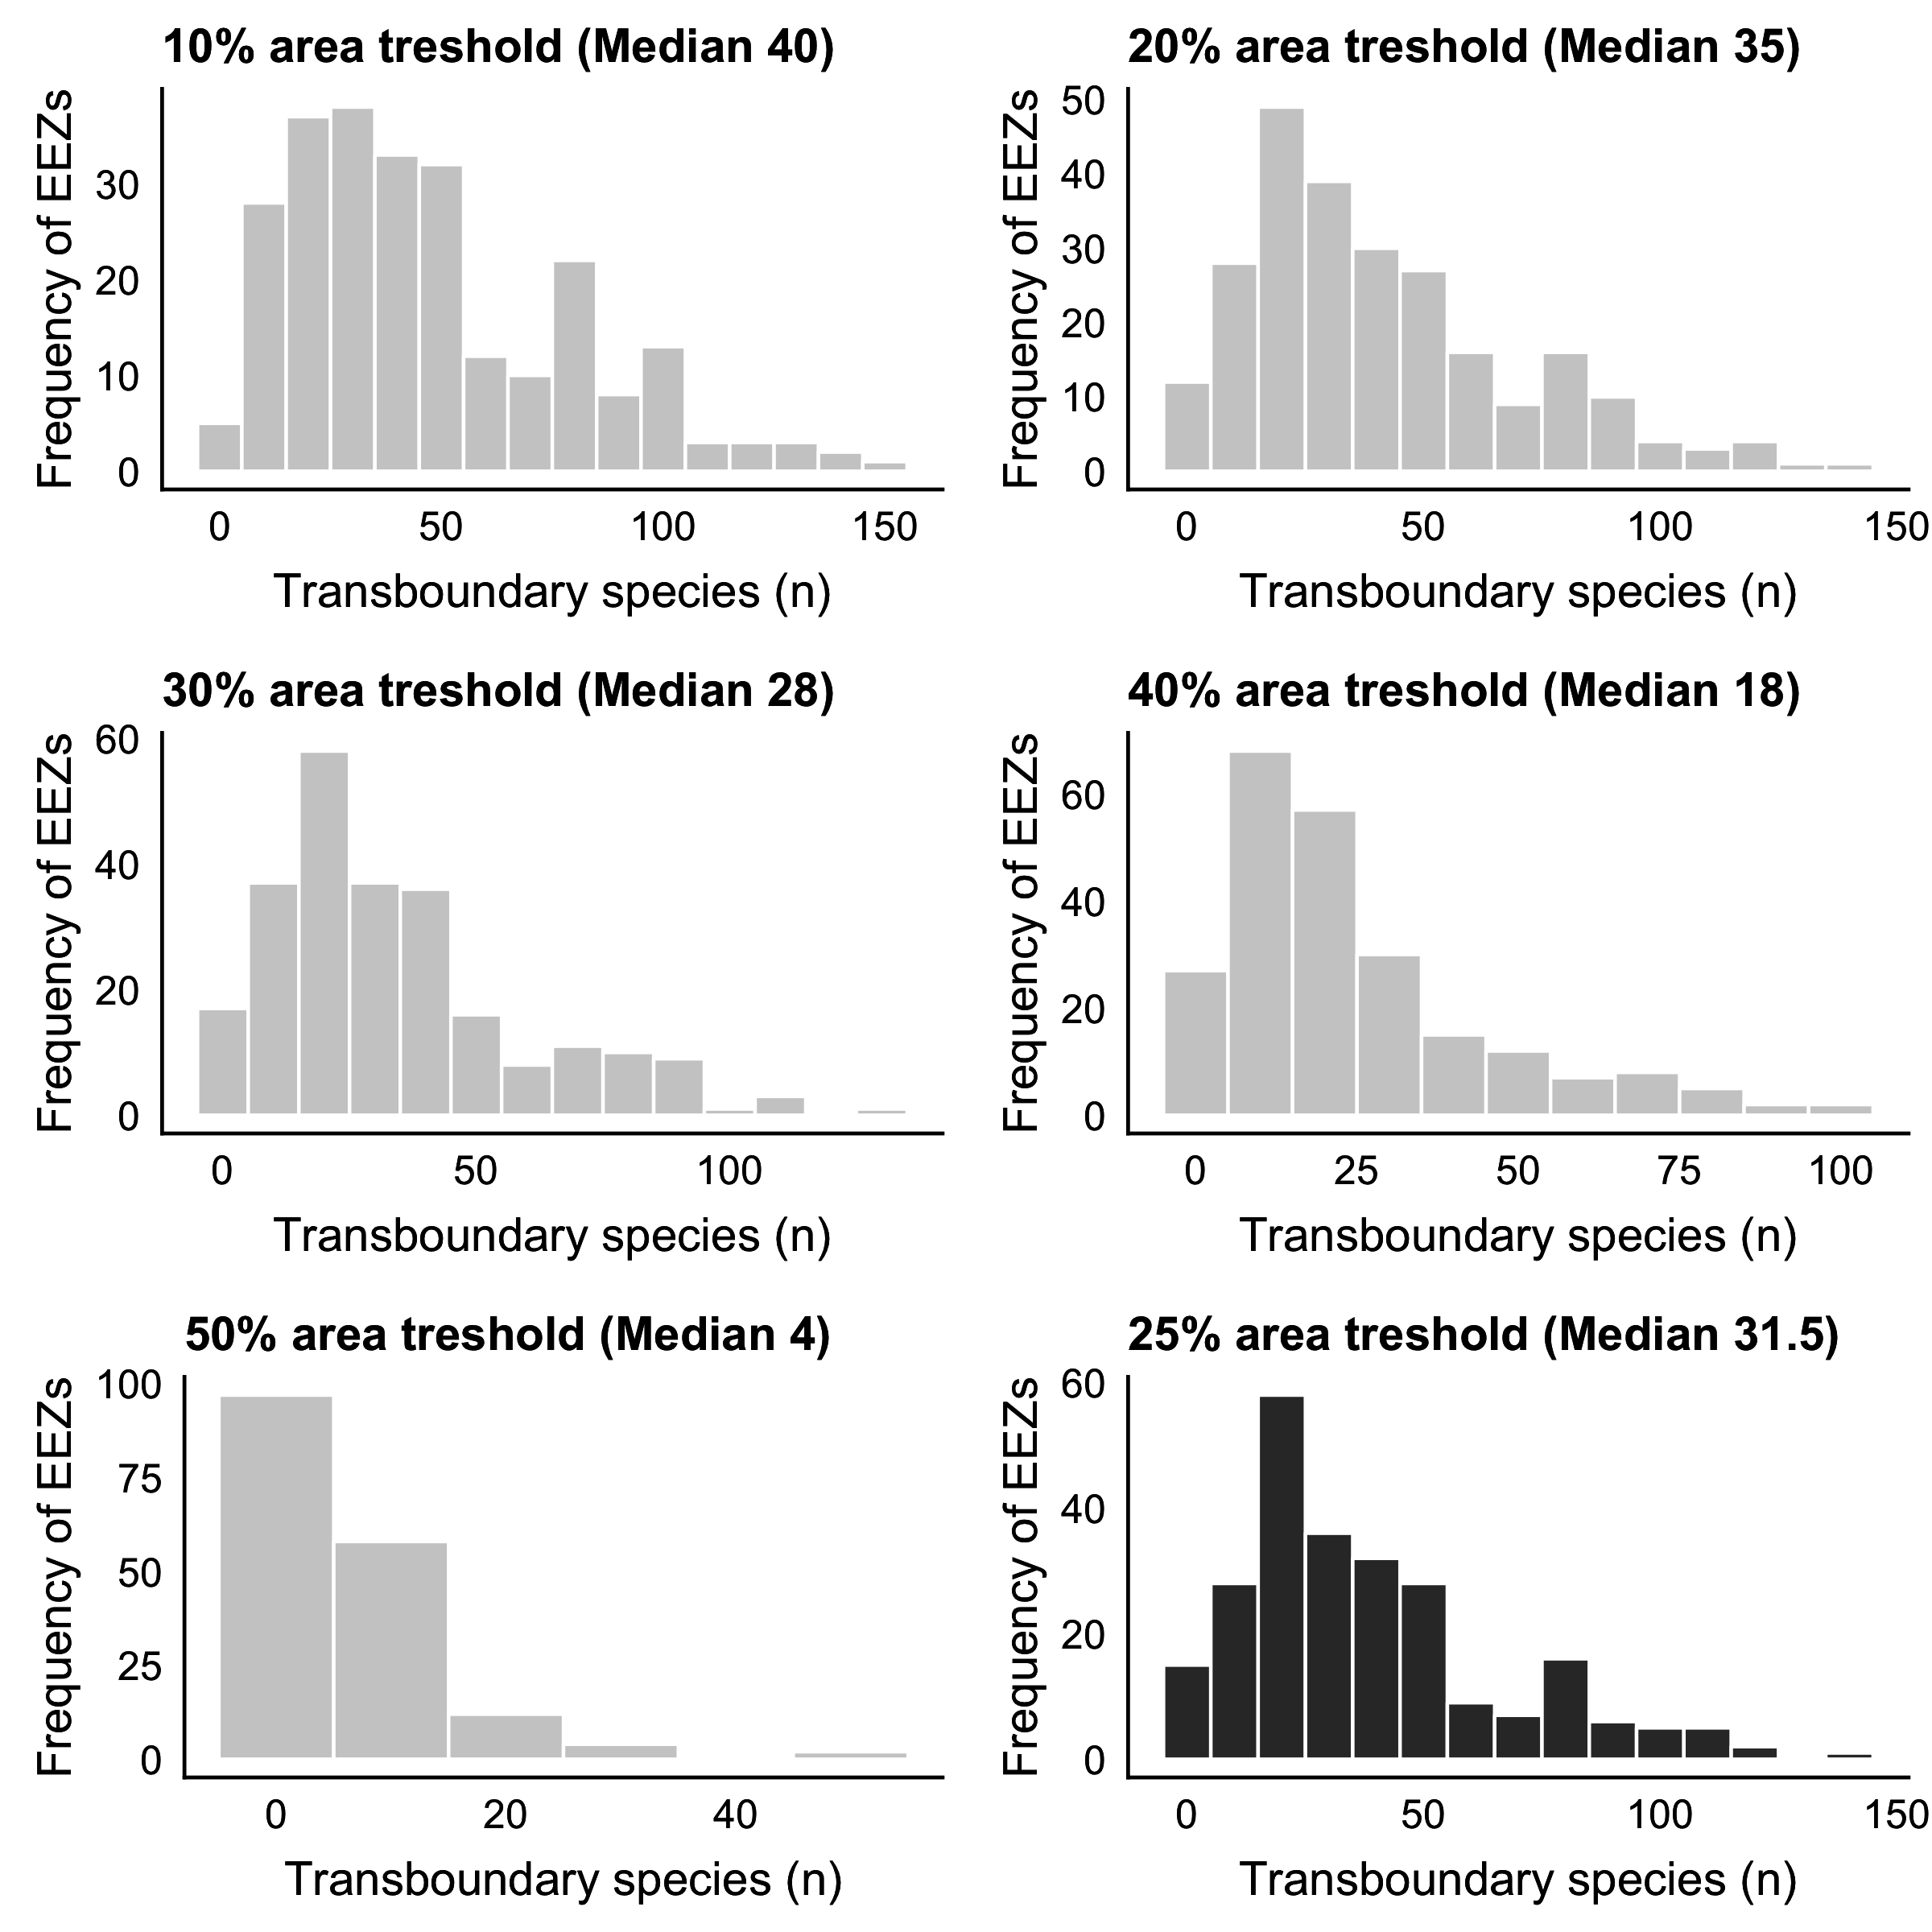 10% area treshold (Median 40)
Frequency of EEZs
30
20
10
0
0 50 100 150
Transboundary species (n)
20% area treshold (Median 35)
Frequency of EEZs
50
40
30
20
10
0
0 50 100 150
Transboundary species (n)
30% area treshold (Median 28)
Frequency of EEZs
60
40
20
0
0 50 100
Transboundary species (n)
40% area treshold (Median 18)
Frequency of EEZs
60
40
20
0
0 25 50 75 100
Transboundary species (n)
50% area treshold (Median 4)
Frequency of EEZs
100
75
50
25
0
0 20 40
Transboundary species (n)
25% area treshold (Median 31.5)
Frequency of EEZs
60
40
20
0
0 50 100 150
Transboundary species (n)